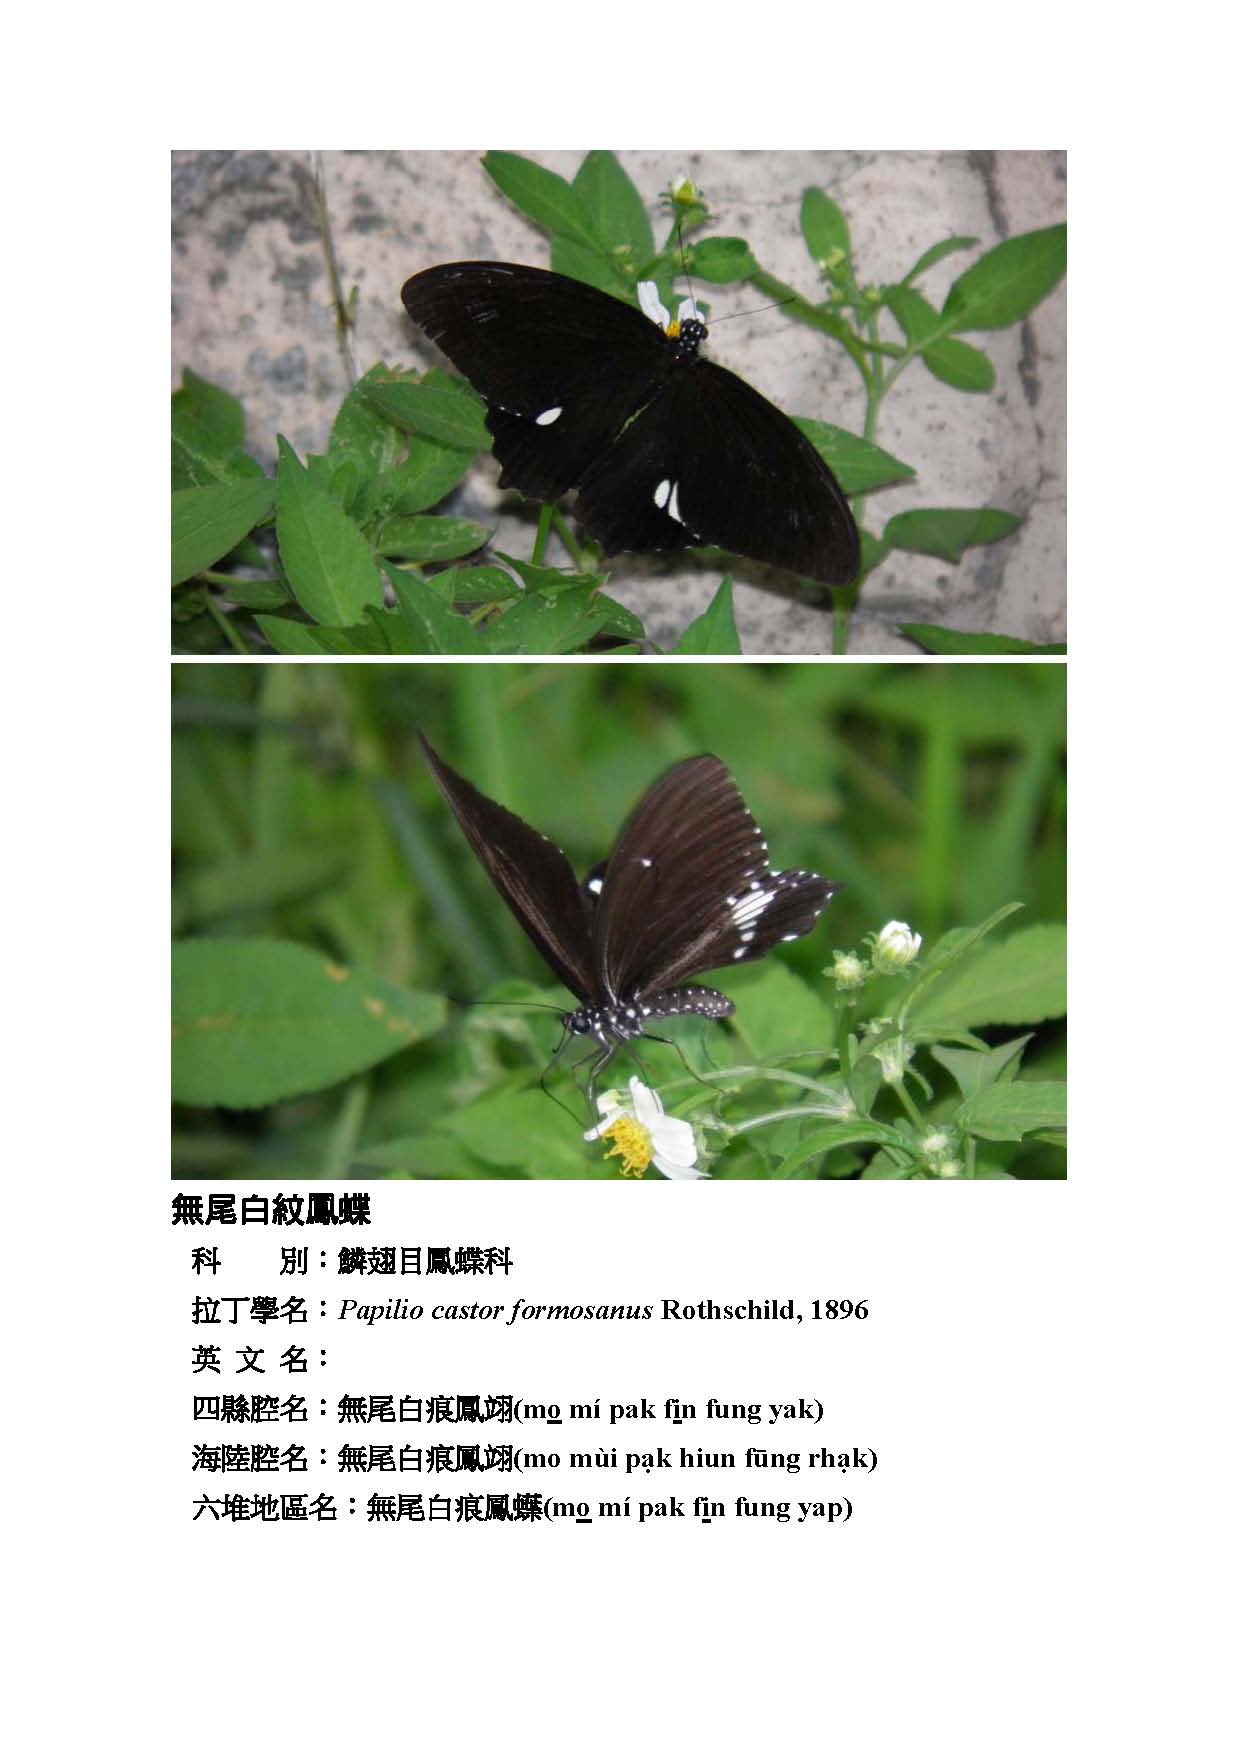 無尾白紋鳳蝶
科　　別：鱗翅目鳳蝶科
拉丁學名：Papilio castor formosanus Rothschild, 1896
英 文 名：
四縣腔名：無尾白痕鳳翊(mo̲ mí pak fi̲n fung yak)
海陸腔名：無尾白痕鳳翊(mo mùi pa̩k hiun fūng rha̩k)
六堆地區名：無尾白痕鳳蠂(mo̲ mí pak fi̲n fung yap)